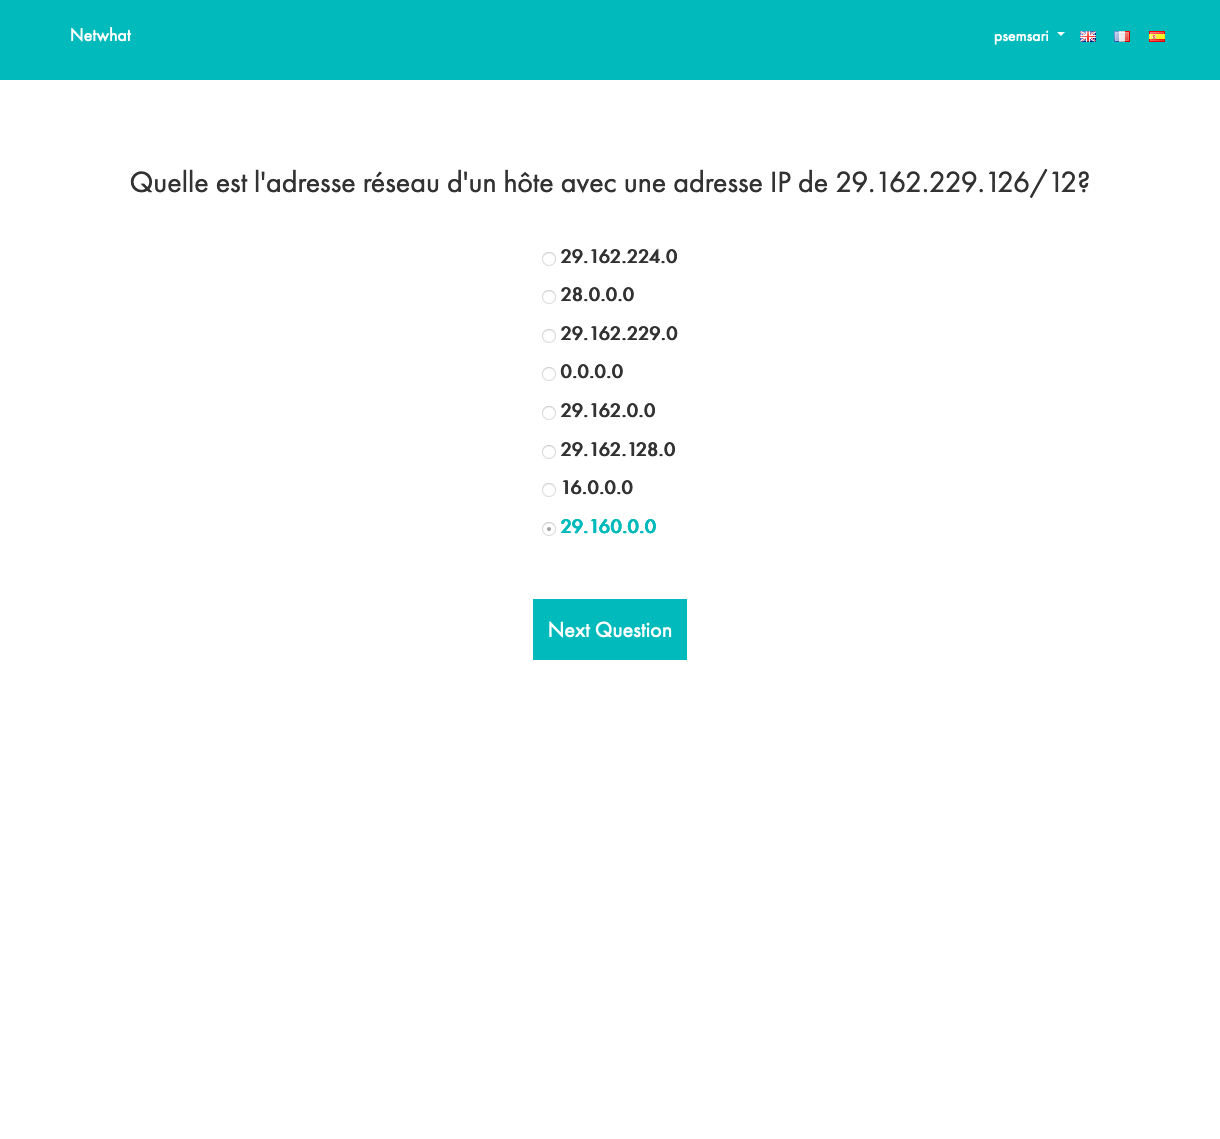 Netwhat
psemsari
Quelle est l'adresse réseau d'un hôte avec une adresse IP de 29.162.229.126/12?
29.162.224.0
28.0.0.0
29.162.229.0
0.0.0.0
29.162.0.0
29.162.128.0
16.0.0.0
29.160.0.0
Next Question